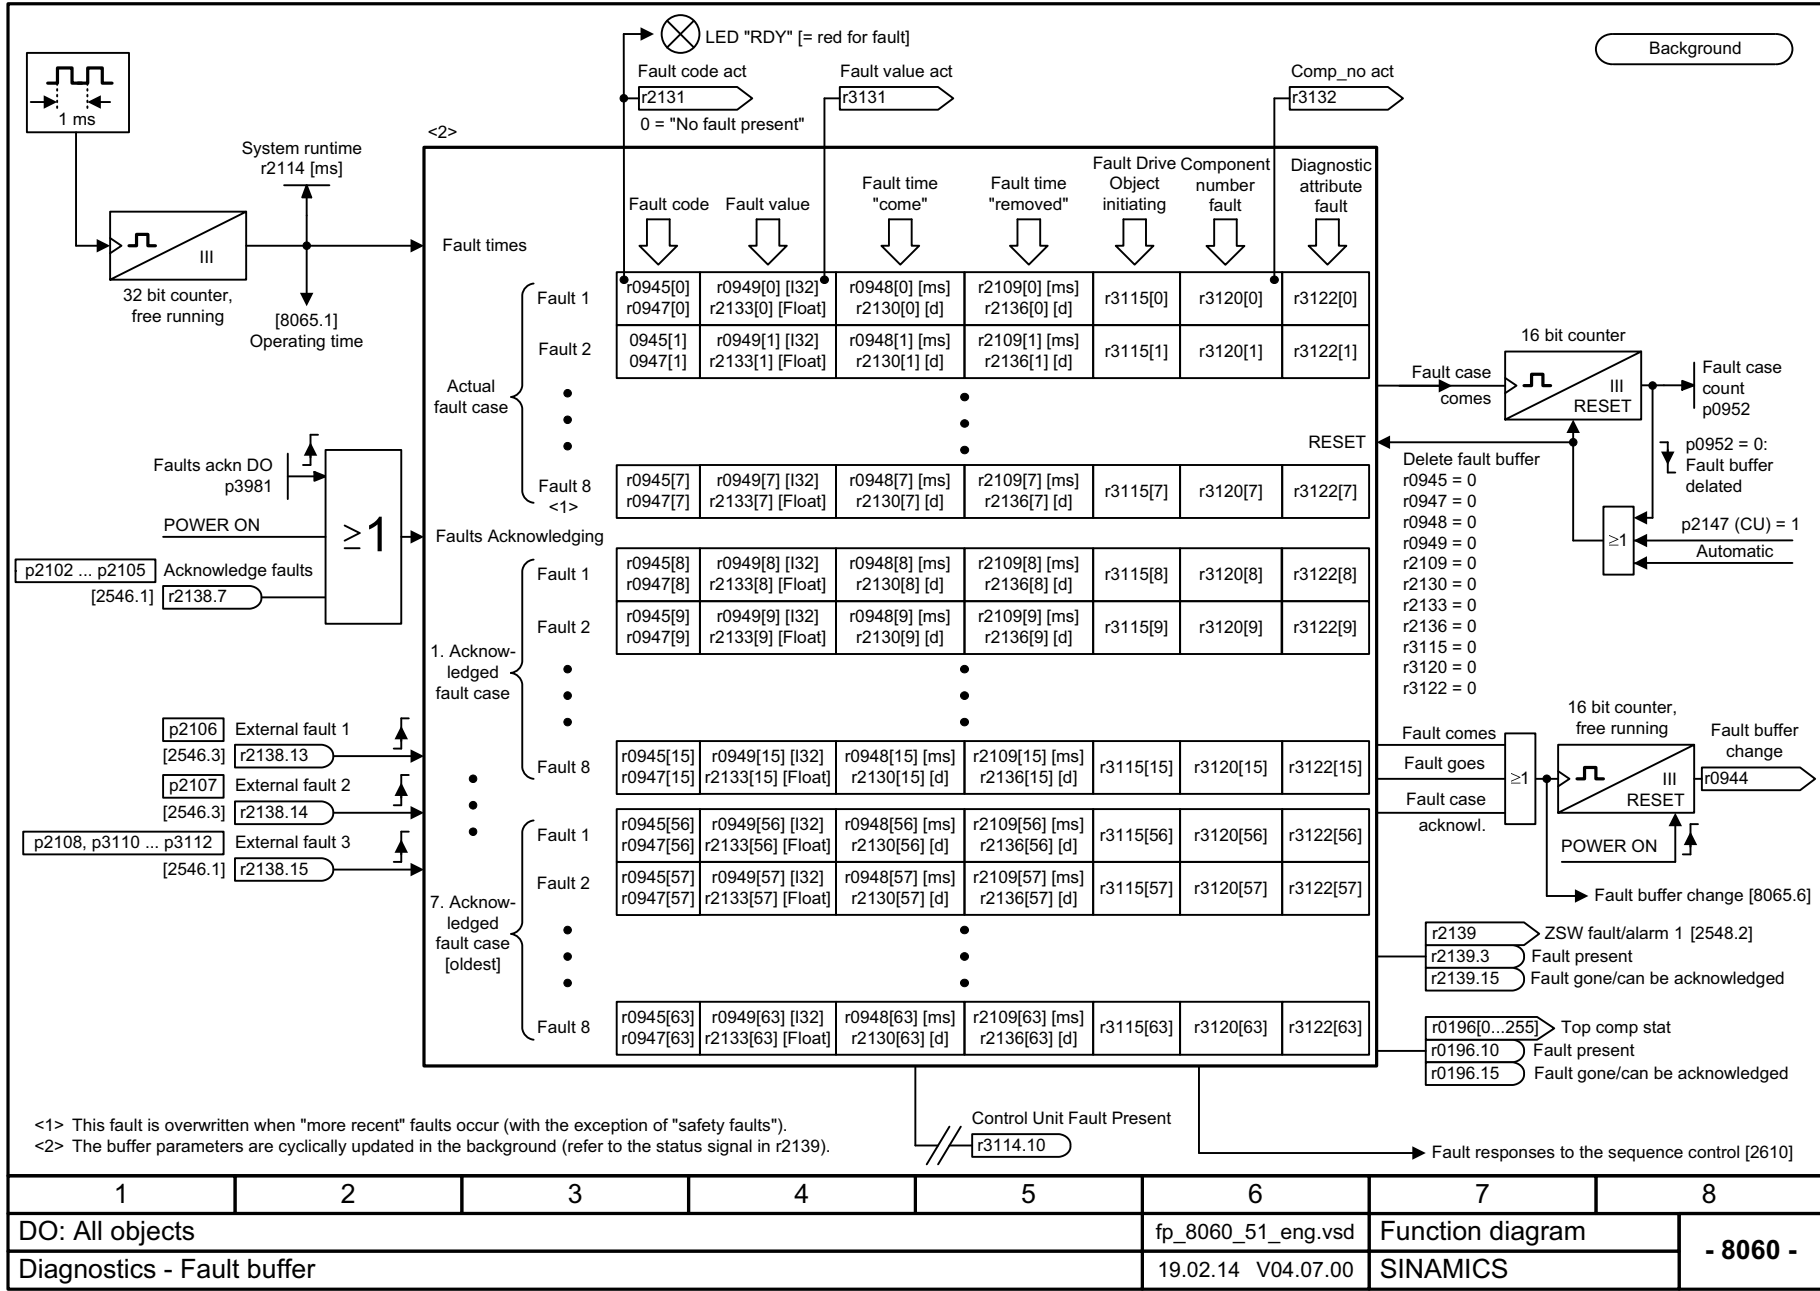 LED "RDY" [= red for fault]
Background
Fault code act
r2131
0 = "No fault present"
Fault value act
r3131
Comp_no act
r3132
1 ms
<2>
System runtime
r2114 [ms]
III
32 bit counter,
free running
[8065.1]
Operating time
Fault times
Fault code
Fault value
Fault time
"come"
Fault time
"removed"
Fault Drive
Object
initiating
Component
number
fault
Diagnostic
attribute
fault
Actual
fault case
Fault 1
r0945[0] r0949[0] [I32] r0948[0] [ms] r2109[0] [ms]
r0947[0] r2133[0] [Float] r2130[0] [d] r2136[0] [d]
r3115[0] r3120[0] r3122[0]
Fault 2
0945[1] r0949[1] [I32] r0948[1] [ms] r2109[1] [ms]
0947[1] r2133[1] [Float] r2130[1] [d] r2136[1] [d]
r3115[1] r3120[1] r3122[1]
Fault 8
<1>
r0945[7] r0949[7] [I32] r0948[7] [ms] r2109[7] [ms]
r0947[7] r2133[7] [Float] r2130[7] [d] r2136[7] [d]
r3115[7] r3120[7] r3122[7]
Faults ackn DO
p3981
POWER ON
≥1
p2102 ... p2105
Acknowledge faults
[2546.1] r2138.7
Faults Acknowledging
1. Acknow-
ledged
fault case
Fault 1
r0945[8] r0949[8] [I32] r0948[8] [ms] r2109[8] [ms]
r0947[8] r2133[8] [Float] r2130[8] [d] r2136[8] [d]
r3115[8] r3120[8] r3122[8]
Fault 2
r0945[9] r0949[9] [I32] r0948[9] [ms] r2109[9] [ms]
r0947[9] r2133[9] [Float] r2130[9] [d] r2136[9] [d]
r3115[9] r3120[9] r3122[9]
Fault 8
r0945[15] r0949[15] [I32] r0948[15] [ms] r2109[15] [ms]
r0947[15] r2133[15] [Float] r2130[15] [d] r2136[15] [d]
r3115[15] r3120[15] r3122[15]
p2106 External fault 1
[2546.3] r2138.13
p2107 External fault 2
[2546.3] r2138.14
p2108, p3110 ... p3112 External fault 3
[2546.1] r2138.15
7. Acknow-
ledged
fault case
[oldest]
Fault 1
r0945[56] r0949[56] [I32] r0948[56] [ms] r2109[56] [ms]
r0947[56] r2133[56] [Float] r2130[56] [d] r2136[56] [d]
r3115[56] r3120[56] r3122[56]
Fault 2
r0945[57] r0949[57] [I32] r0948[57] [ms] r2109[57] [ms]
r0947[57] r2133[57] [Float] r2130[57] [d] r2136[57] [d]
r3115[57] r3120[57] r3122[57]
Fault 8
r0945[63] r0949[63] [I32] r0948[63] [ms] r2109[63] [ms]
r0947[63] r2133[63] [Float] r2130[63] [d] r2136[63] [d]
r3115[63] r3120[63] r3122[63]
16 bit counter
Fault case
comes
III
RESET
Fault case
count
p0952
RESET
p0952 = 0:
Fault buffer
delated
Delete fault buffer
r0945 = 0
r0947 = 0
r0948 = 0
r0949 = 0
r2109 = 0
r2130 = 0
r2133 = 0
r2136 = 0
r3115 = 0
r3120 = 0
r3122 = 0
≥1
p2147 (CU) = 1
Automatic
16 bit counter,
free running
Fault comes
Fault goes
Fault case
acknowl.
≥1
III
RESET
Fault buffer
change
r0944
POWER ON
Fault buffer change [8065.6]
r2139 ZSW fault/alarm 1 [2548.2]
r2139.3 Fault present
r2139.15 Fault gone/can be acknowledged
r0196[0...255] Top comp stat
r0196.10 Fault present
r0196.15 Fault gone/can be acknowledged
Control Unit Fault Present
r3114.10
Fault responses to the sequence control [2610]
<1> This fault is overwritten when "more recent" faults occur (with the exception of "safety faults").
<2> The buffer parameters are cyclically updated in the background (refer to the status signal in r2139).
1 2 3 4 5 6 7 8
DO: All objects
fp_8060_51_eng.vsd
Function diagram
- 8060 -
Diagnostics - Fault buffer
19.02.14 V04.07.00
SINAMICS